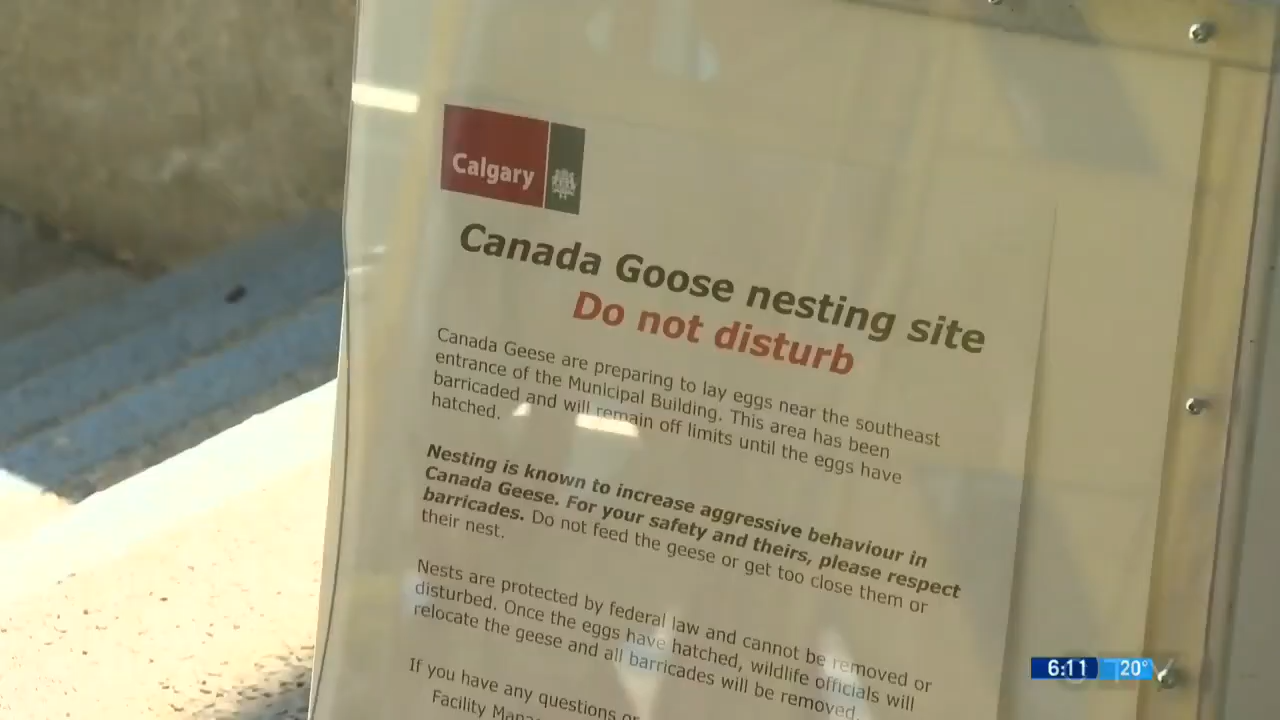 Calgary
Canada Goose nesting site
Do not disturb
Canada Geese are preparing to lay eggs near the southeast
entrance of the Municipal Building. This area has been
barricaded and will remain off limits until the eggs have
hatched.
Nesting is known to increase aggressive behaviour in
Canada Geese. For your safety and theirs, please respect
barricades. Do not feed the geese or get too close them or
their nest.
Nests are protected by federal law and cannot be removed or
disturbed. Once the eggs have hatched, wildlife officials will
relocate the geese and all barricades will be removed.
If you have any questions or
Facility
6:11 20°